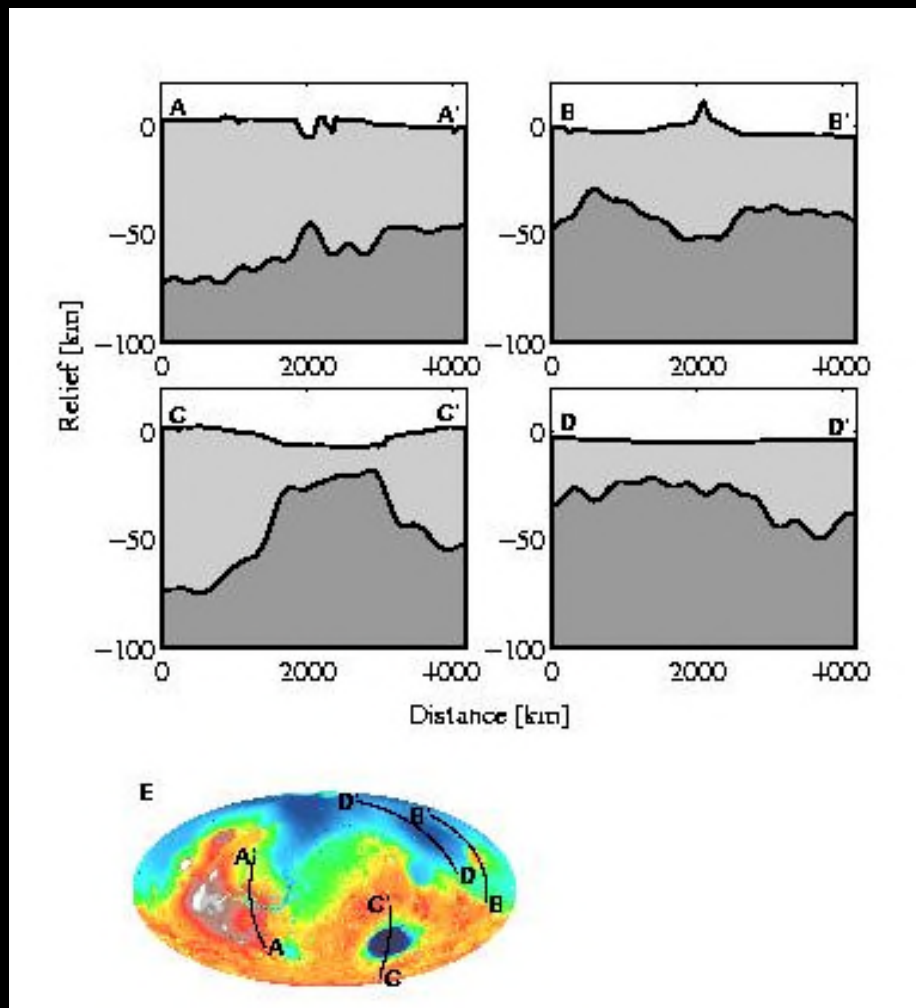 A A' B B'
0 0
−50 −50
−100 −100
0 2000 4000 0 2000 4000
Relief [km]
C C' D D'
0 0
−50 −50
−100 −100
0 2000 4000 0 2000 4000
Distance [km]
E
D' B'
A' D
C' B
A
C